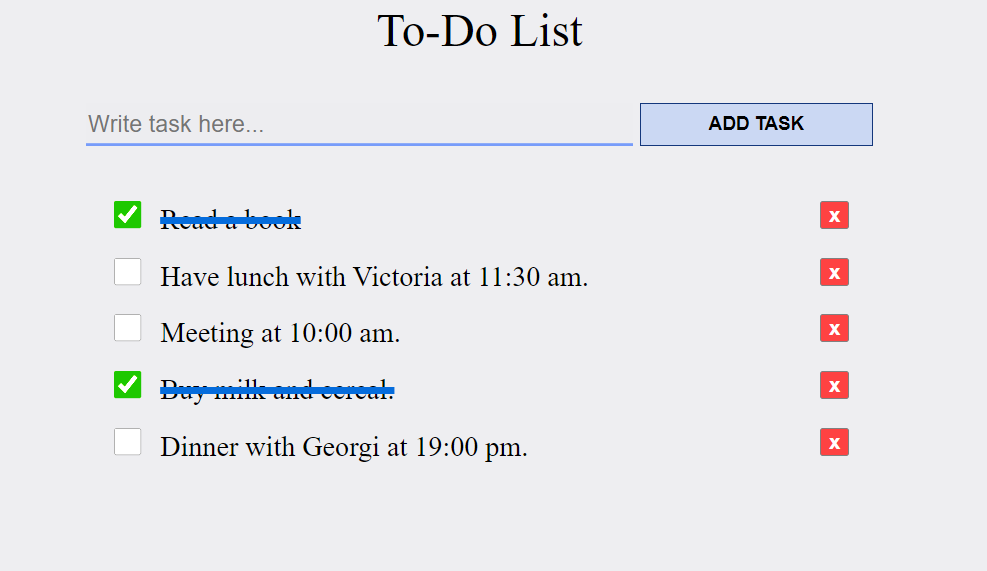 To-Do List
Write task here... ADD TASK
Read a book x
Have lunch with Victoria at 11:30 am. x
Meeting at 10:00 am. x
Buy milk and cereal. x
Dinner with Georgi at 19:00 pm. x